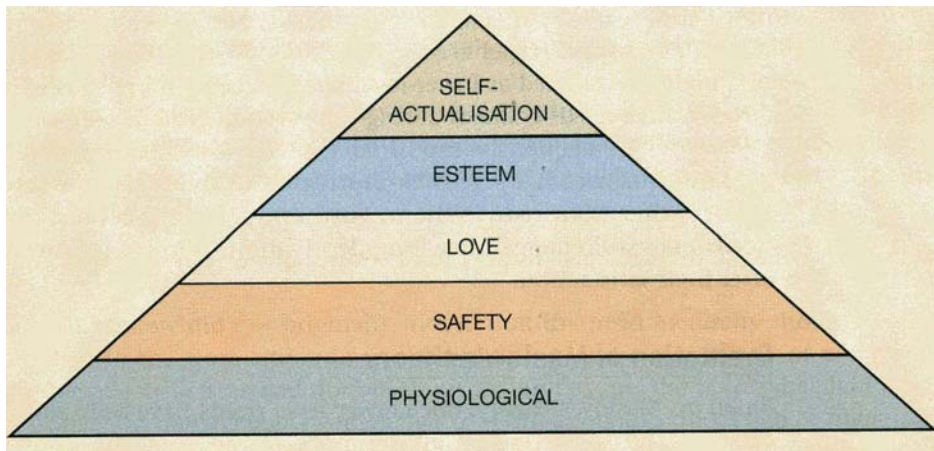 SELF-
ACTUALISATION
ESTEEM
LOVE
SAFETY
PHYSIOLOGICAL